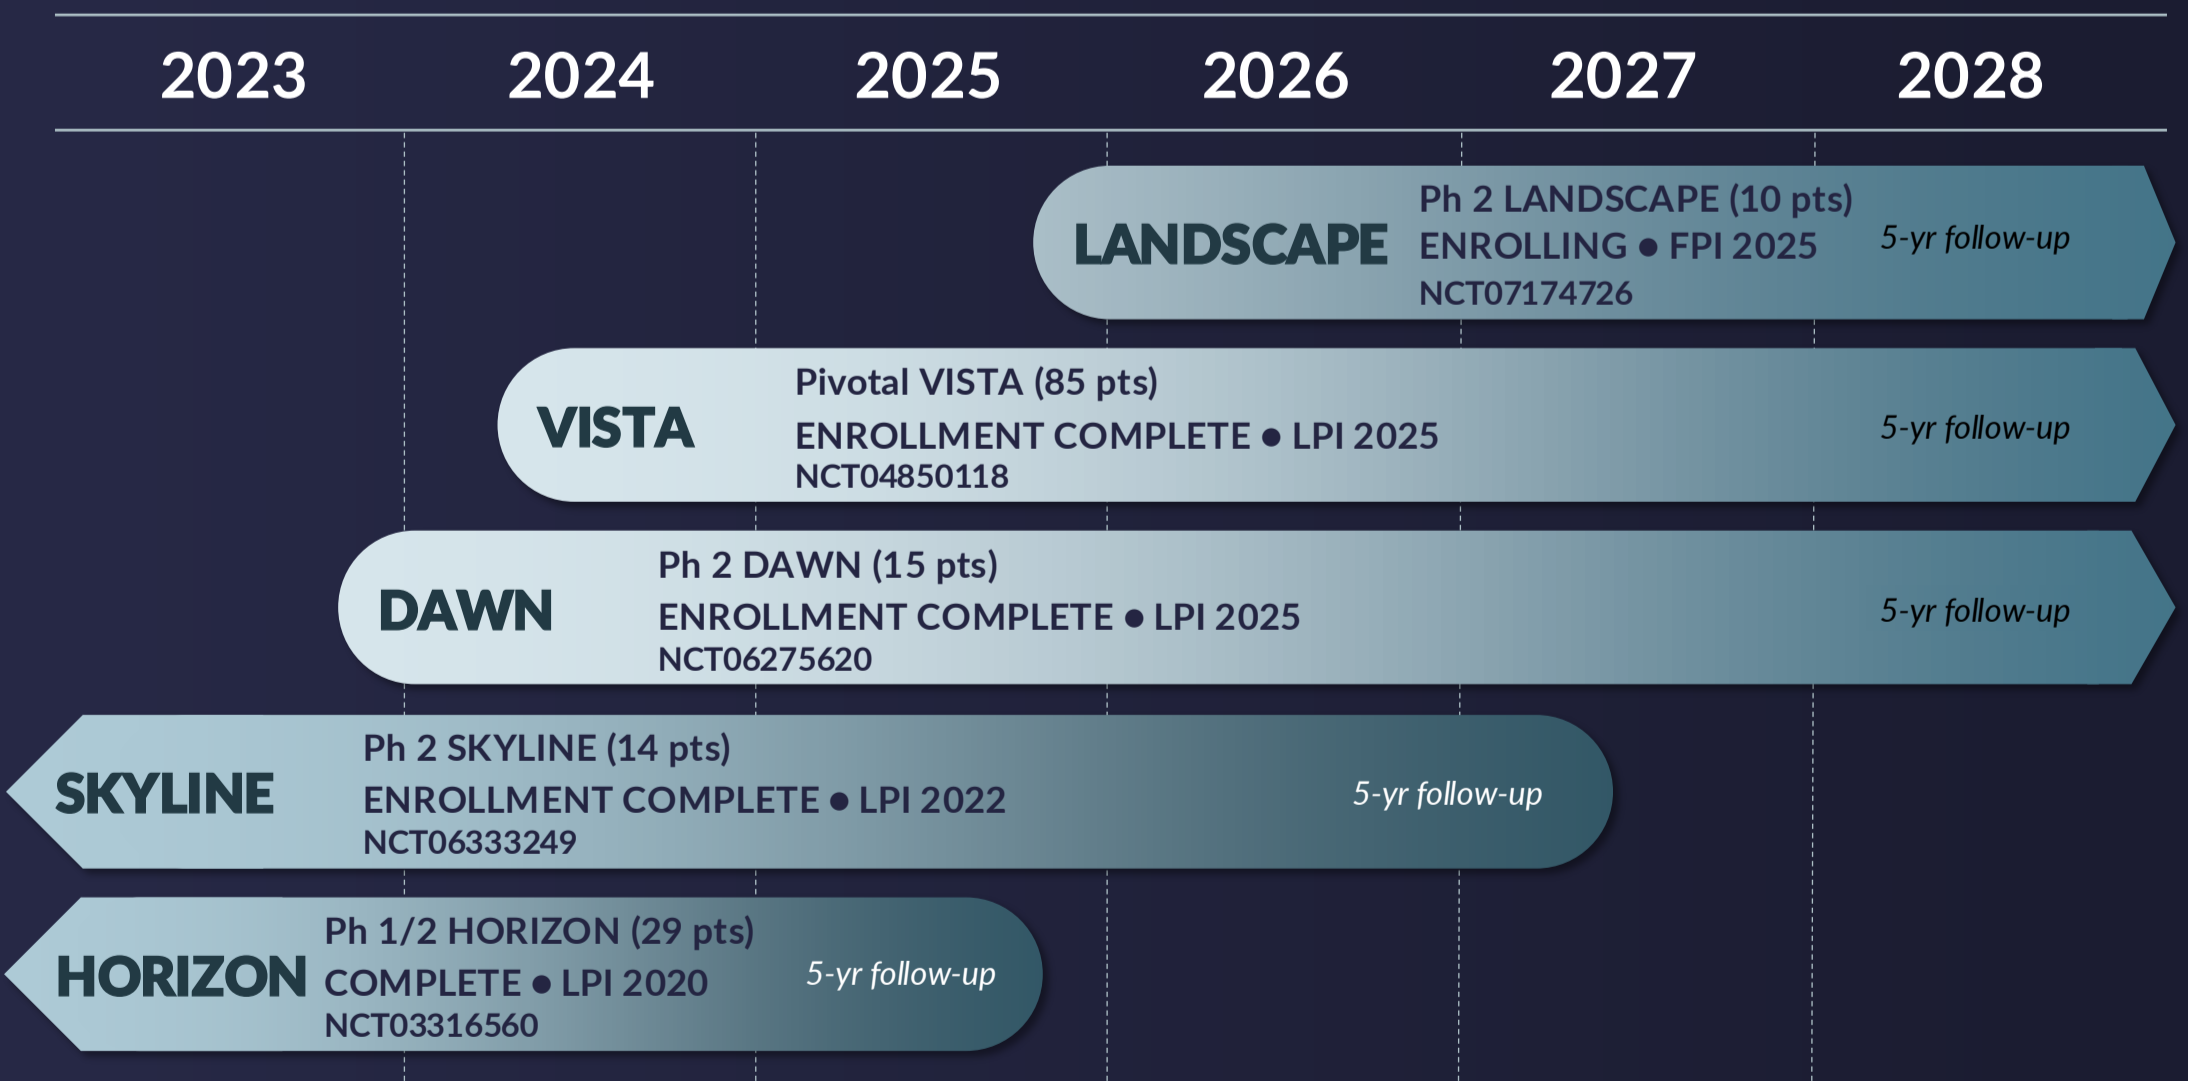 2023 2024 2025 2026 2027 2028
LANDSCAPE
Ph 2 LANDSCAPE (10 pts)
ENROLLING ● FPI 2025
NCT07174726
5-yr follow-up
VISTA
Pivotal VISTA (85 pts)
ENROLLMENT COMPLETE ● LPI 2025
NCT04850118
5-yr follow-up
DAWN
Ph 2 DAWN (15 pts)
ENROLLMENT COMPLETE ● LPI 2025
NCT06275620
5-yr follow-up
SKYLINE
Ph 2 SKYLINE (14 pts)
ENROLLMENT COMPLETE ● LPI 2022
NCT06333249
5-yr follow-up
HORIZON
Ph 1/2 HORIZON (29 pts)
COMPLETE ● LPI 2020
NCT03316560
5-yr follow-up